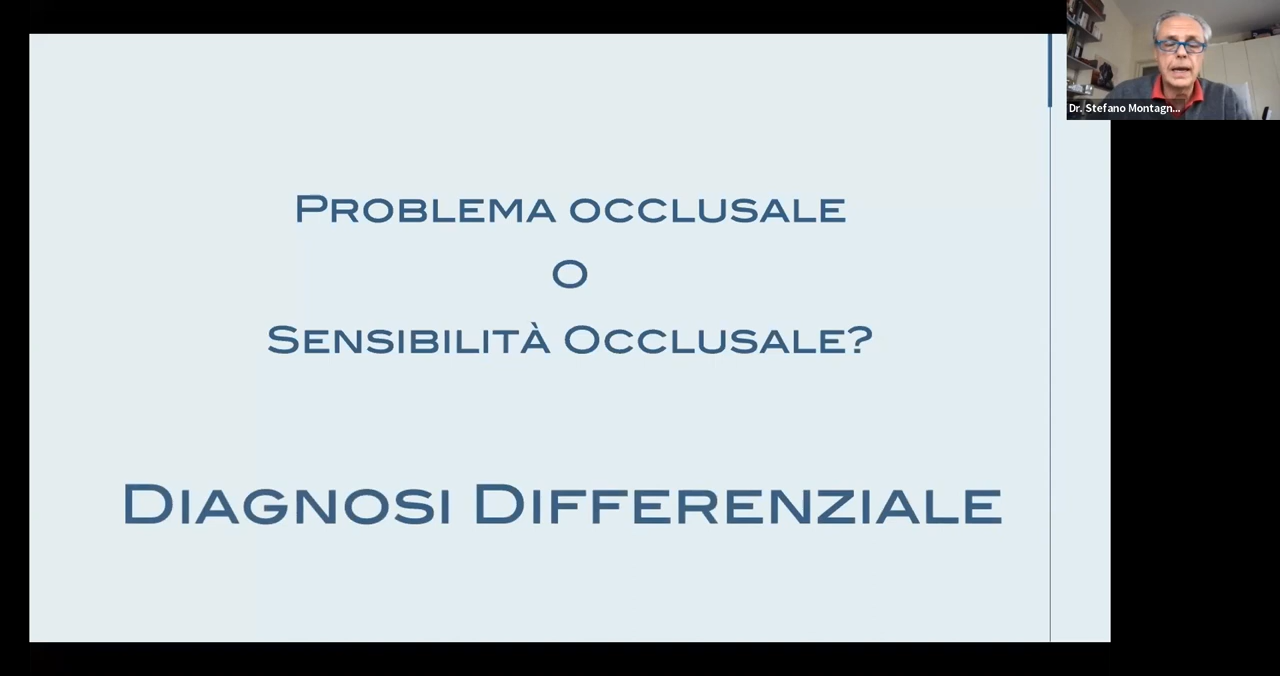 Problema occlusale
o
Sensibilità Occlusale?
Diagnosi Differenziale
Dr. Stefano Montagn...